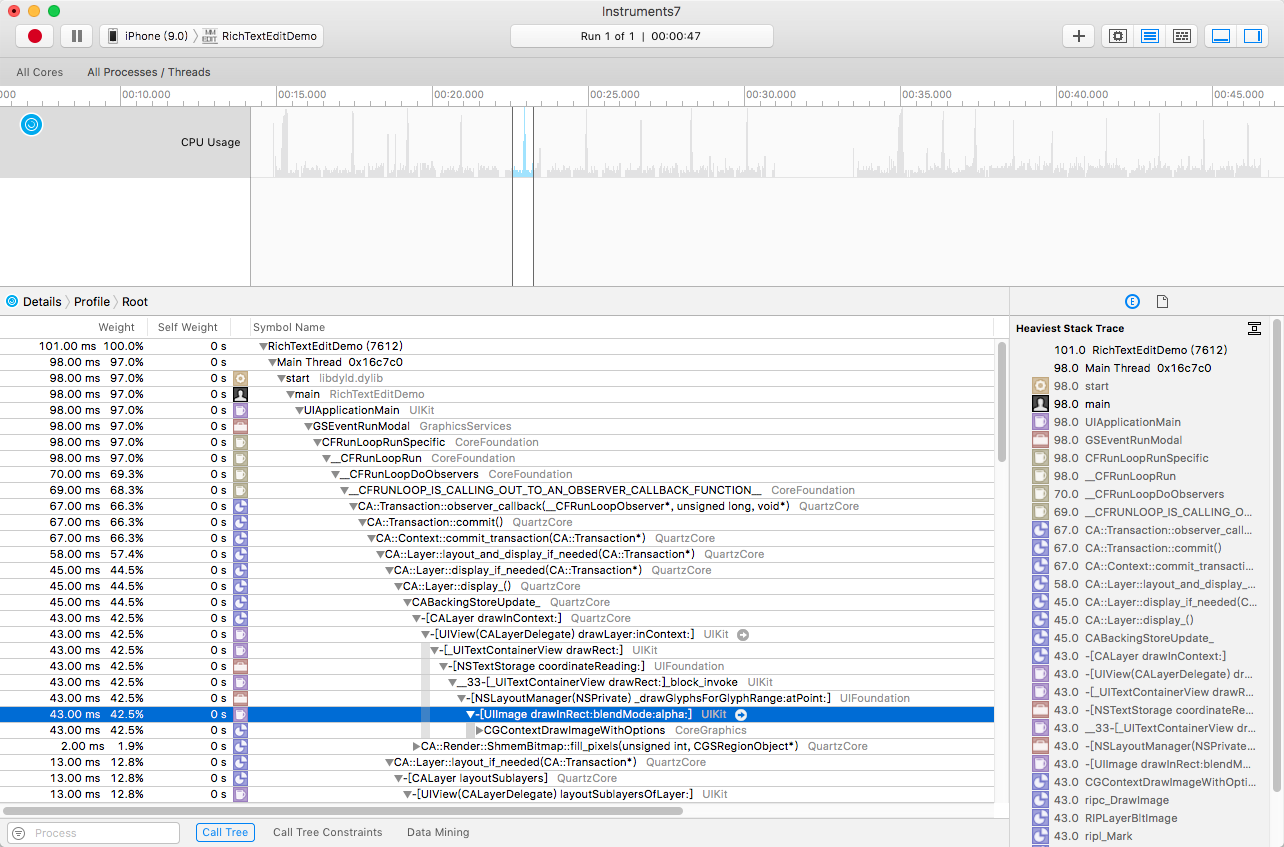 Instruments7
iPhone (9.0) RichTextEditDemo
Run 1 of 1 | 00:00:47
All Cores All Processes / Threads
000 00:10.000 00:15.000 00:20.000 00:25.000 00:30.000 00:35.000 00:40.000 00:45.000
CPU Usage
Details Profile Root
Weight Self Weight Symbol Name
101.00 ms 100.0% 0 s RichTextEditDemo (7612)
98.00 ms 97.0% 0 s Main Thread 0x16c7c0
98.00 ms 97.0% 0 s start libdyld.dylib
98.00 ms 97.0% 0 s main RichTextEditDemo
98.00 ms 97.0% 0 s UIApplicationMain UIKit
98.00 ms 97.0% 0 s GSEventRunModal GraphicsServices
98.00 ms 97.0% 0 s CFRunLoopRunSpecific CoreFoundation
98.00 ms 97.0% 0 s __CFRunLoopRun CoreFoundation
70.00 ms 69.3% 0 s __CFRunLoopDoObservers CoreFoundation
69.00 ms 68.3% 0 s __CFRUNLOOP_IS_CALLING_OUT_TO_AN_OBSERVER_CALLBACK_FUNCTION__ CoreFoundation
67.00 ms 66.3% 0 s CA::Transaction::observer_callback(__CFRunLoopObserver*, unsigned long, void*) QuartzCore
67.00 ms 66.3% 0 s CA::Transaction::commit() QuartzCore
67.00 ms 66.3% 0 s CA::Context::commit_transaction(CA::Transaction*) QuartzCore
58.00 ms 57.4% 0 s CA::Layer::layout_and_display_if_needed(CA::Transaction*) QuartzCore
45.00 ms 44.5% 0 s CA::Layer::display_if_needed(CA::Transaction*) QuartzCore
45.00 ms 44.5% 0 s CA::Layer::display_() QuartzCore
45.00 ms 44.5% 0 s CABackingStoreUpdate_ QuartzCore
43.00 ms 42.5% 0 s -[CALayer drawInContext:] QuartzCore
43.00 ms 42.5% 0 s -[UIView(CALayerDelegate) drawLayer:inContext:] UIKit
43.00 ms 42.5% 0 s -[_UITextContainerView drawRect:] UIKit
43.00 ms 42.5% 0 s -[NSTextStorage coordinateReading:] UIFoundation
43.00 ms 42.5% 0 s __33-[_UITextContainerView drawRect:]_block_invoke UIKit
43.00 ms 42.5% 0 s -[NSLayoutManager(NSPrivate) _drawGlyphsForGlyphRange:atPoint:] UIFoundation
43.00 ms 42.5% 0 s -[UIImage drawInRect:blendMode:alpha:] UIKit
43.00 ms 42.5% 0 s CGContextDrawImageWithOptions CoreGraphics
2.00 ms 1.9% 0 s CA::Render::ShmemBitmap::fill_pixels(unsigned int, CGSRegionObject*) QuartzCore
13.00 ms 12.8% 0 s CA::Layer::layout_if_needed(CA::Transaction*) QuartzCore
13.00 ms 12.8% 0 s -[CALayer layoutSublayers] QuartzCore
13.00 ms 12.8% 0 s -[UIView(CALayerDelegate) layoutSublayersOfLayer:] UIKit
Process Call Tree Call Tree Constraints Data Mining
E
Heaviest Stack Trace
101.0 RichTextEditDemo (7612)
98.0 Main Thread 0x16c7c0
98.0 start
98.0 main
98.0 UIApplicationMain
98.0 GSEventRunModal
98.0 CFRunLoopRunSpecific
98.0 __CFRunLoopRun
70.0 __CFRunLoopDoObservers
69.0 __CFRUNLOOP_IS_CALLING_O...
67.0 CA::Transaction::observer_call...
67.0 CA::Transaction::commit()
67.0 CA::Context::commit_transacti...
58.0 CA::Layer::layout_and_display_...
45.0 CA::Layer::display_if_needed(C...
45.0 CA::Layer::display_()
45.0 CABackingStoreUpdate_
43.0 -[CALayer drawInContext:]
43.0 -[UIView(CALayerDelegate) dr...
43.0 -[_UITextContainerView drawR...
43.0 -[NSTextStorage coordinateRe...
43.0 __33-[_UITextContainerView dr...
43.0 -[NSLayoutManager(NSPrivate...
43.0 -[UIImage drawInRect:blendM...
43.0 CGContextDrawImageWithOpti...
43.0 ripc_DrawImage
43.0 RIPLayerBltImage
43.0 ripl_Mark